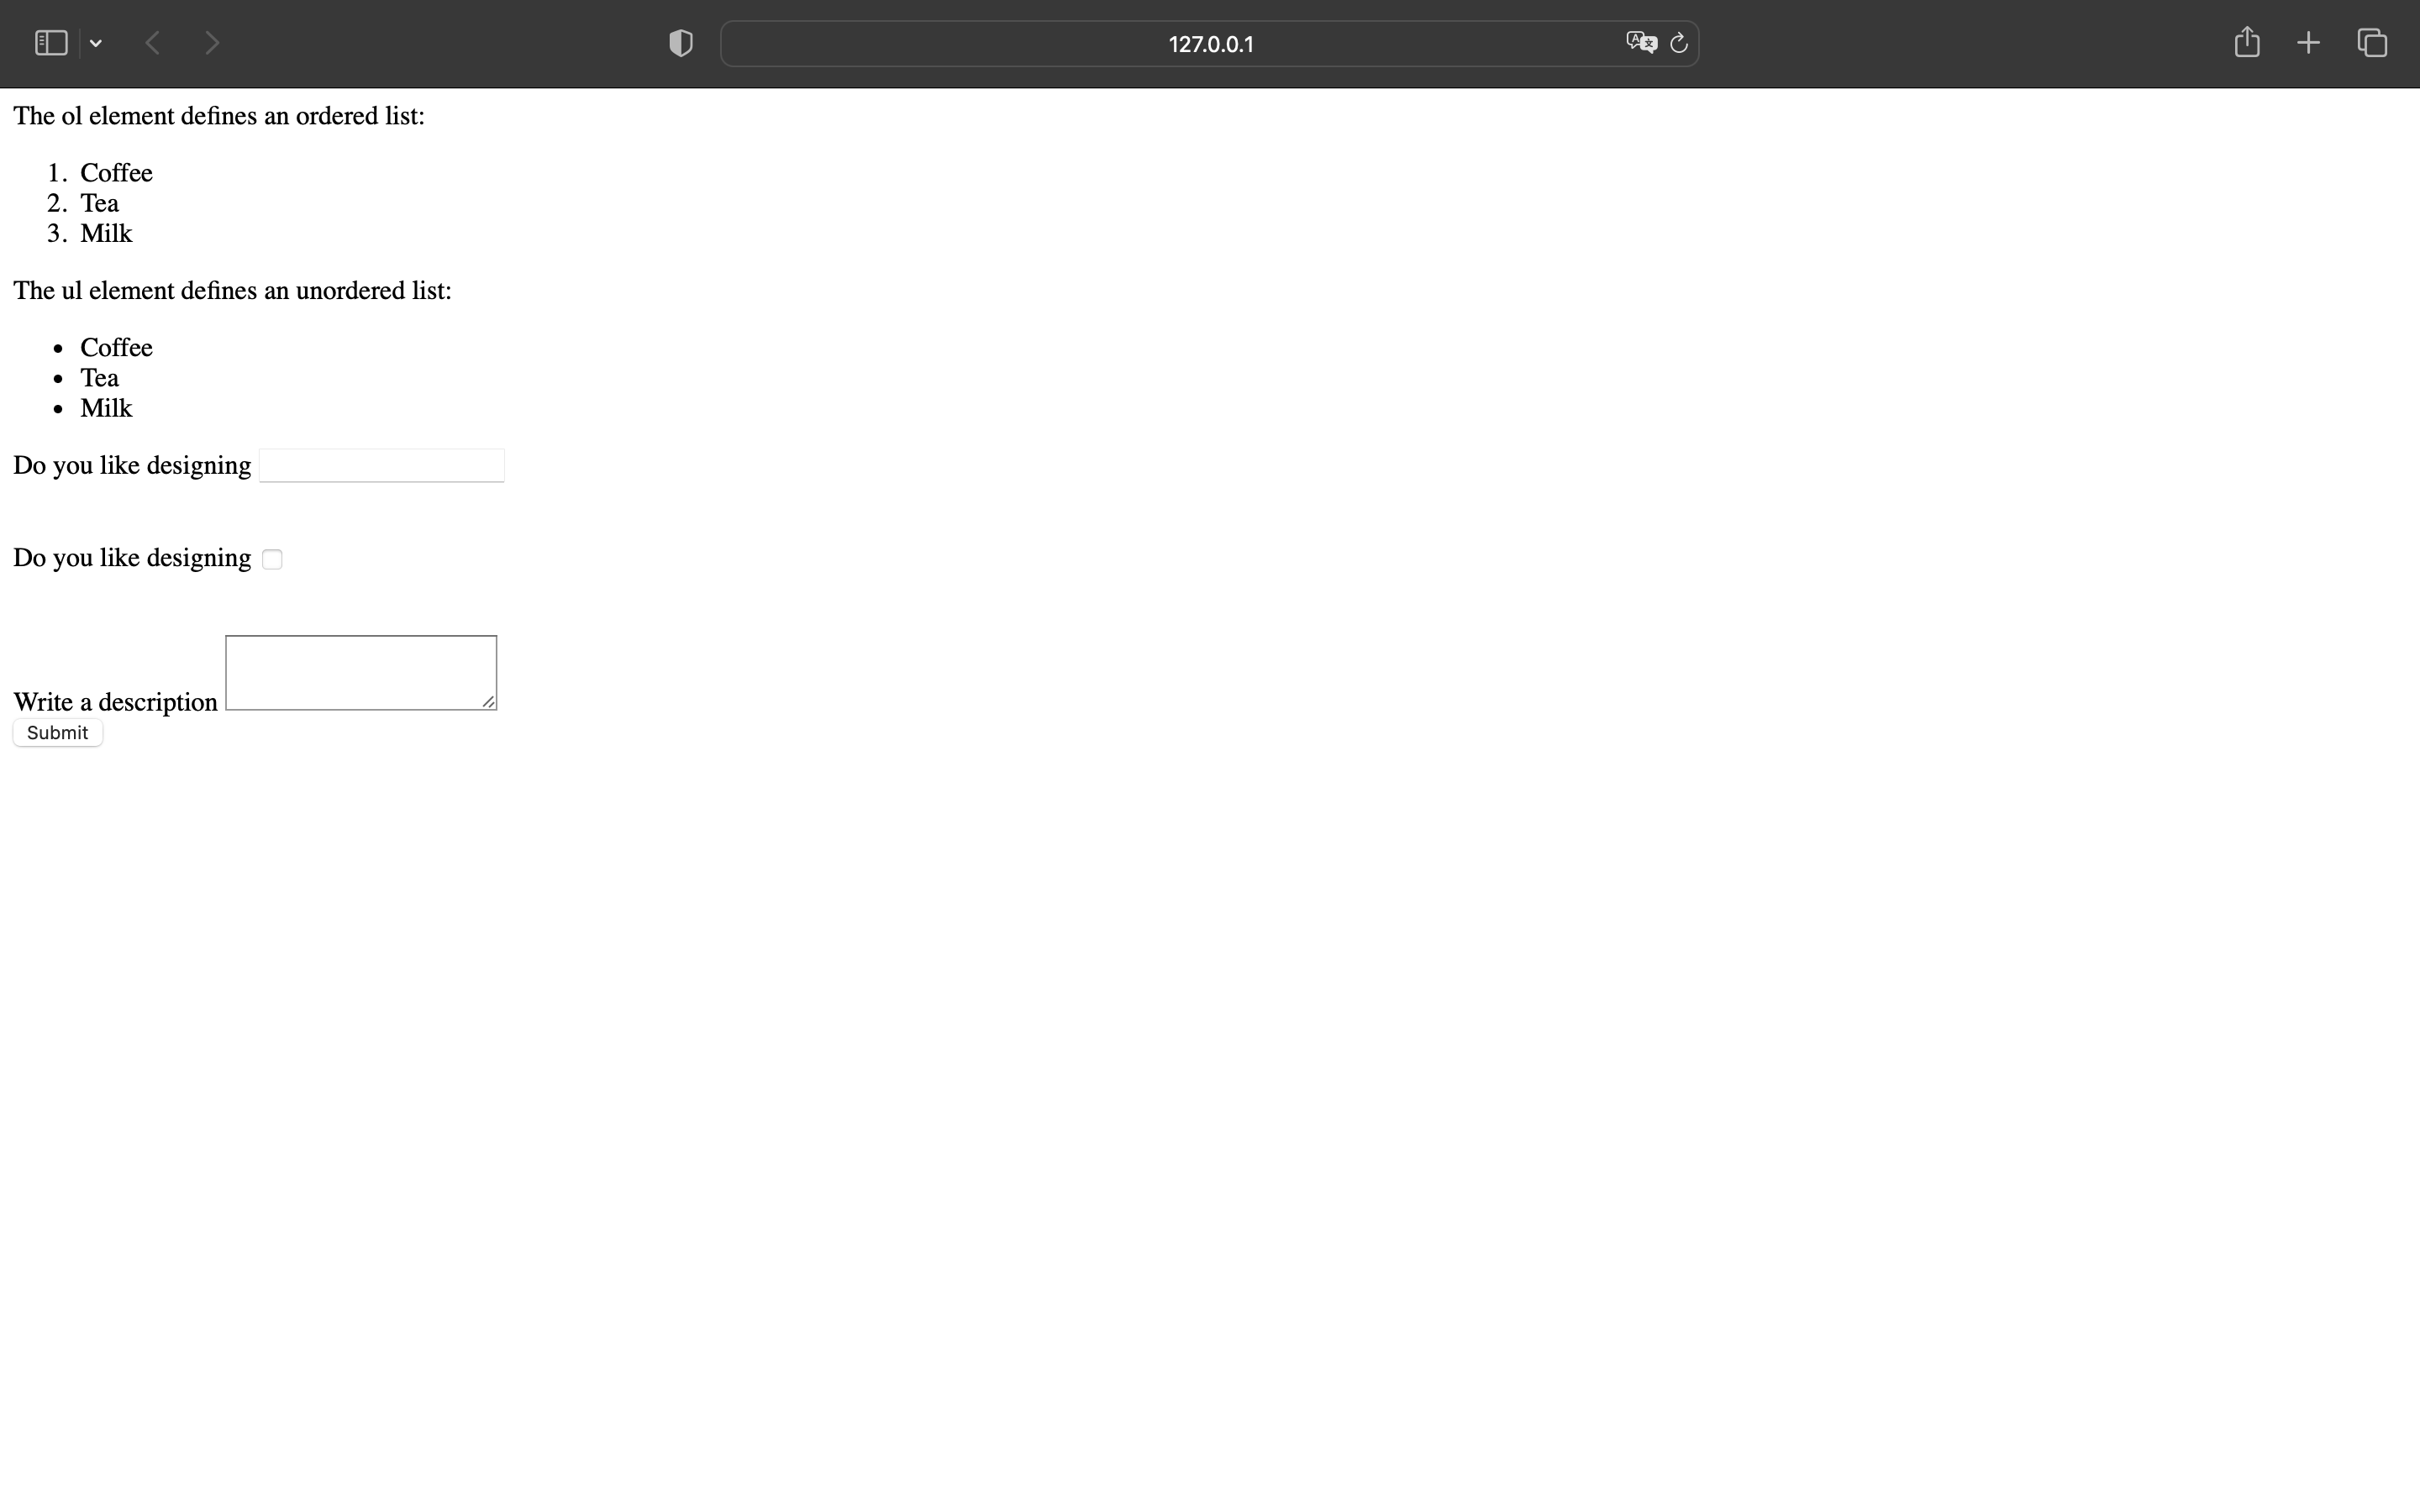 127.0.0.1
The ol element defines an ordered list:
1. Coffee
2. Tea
3. Milk
The ul element defines an unordered list:
• Coffee
• Tea
• Milk
Do you like designing
Do you like designing
Write a description
Submit